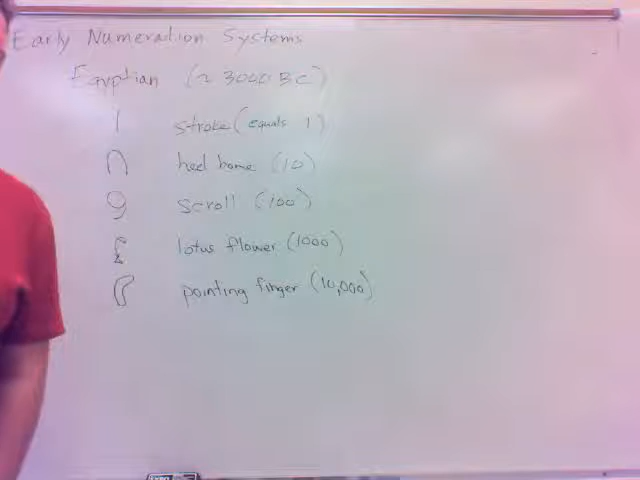 Early Numeration Systems
Egyptian (~ 3000 BC)
| stroke (equals 1)
∩ heel bone (10)
9 scroll (100)
lotus flower (1000)
pointing finger (10,000)